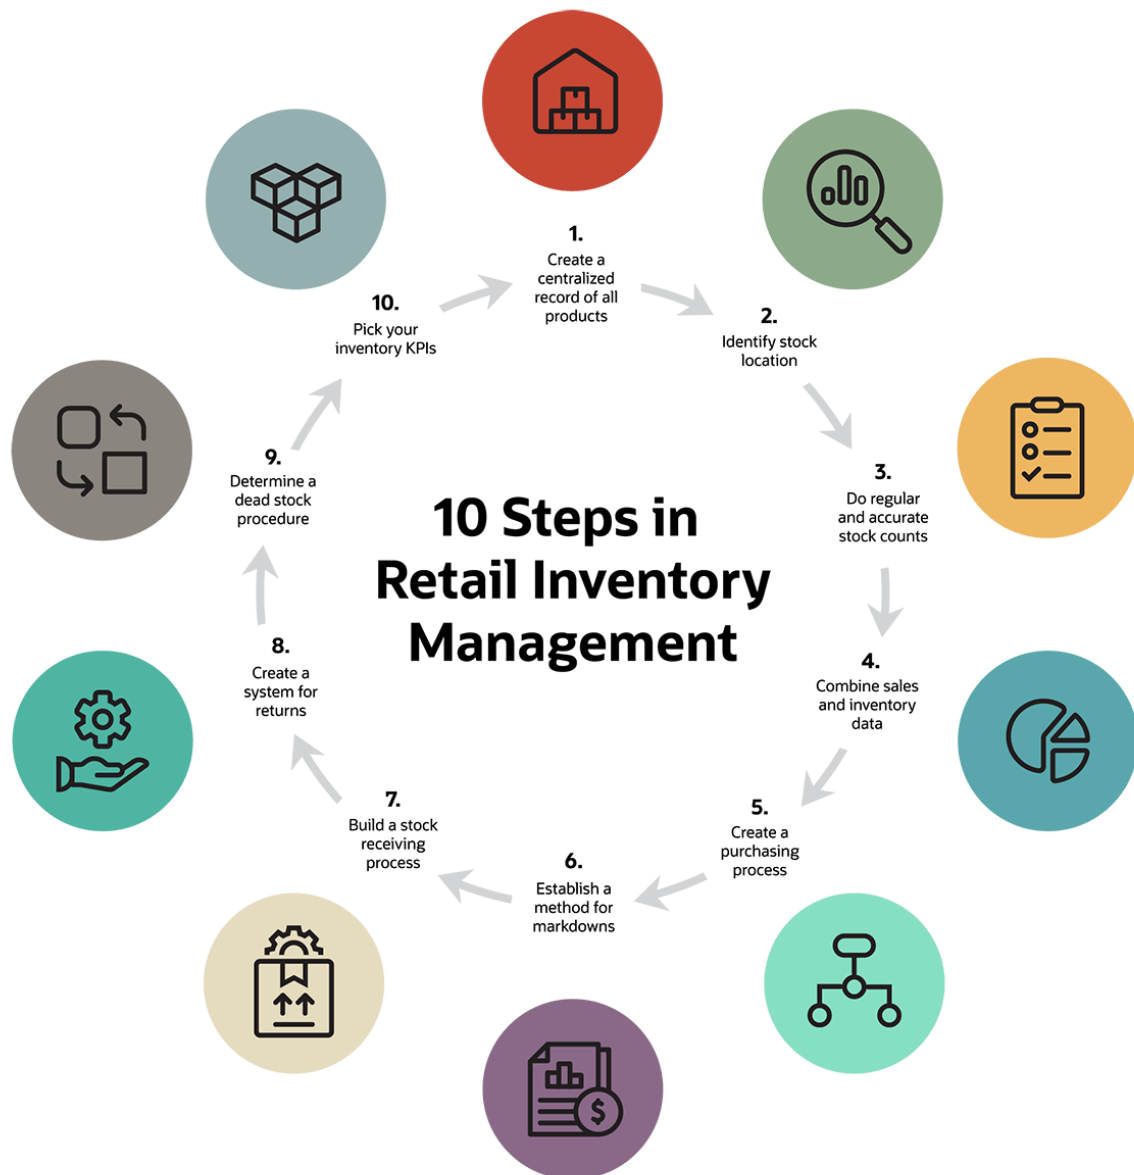 1.
Create a
centralized
record of all
products
2.
Identify stock
location
3.
Do regular
and accurate
stock counts
4.
Combine sales
and inventory
data
5.
Create a
purchasing
process
6.
Establish a
method for
markdowns
7.
Build a stock
receiving
process
8.
Create a
system for
returns
9.
Determine a
dead stock
procedure
10.
Pick your
inventory KPIs
10 Steps in
Retail Inventory
Management
$